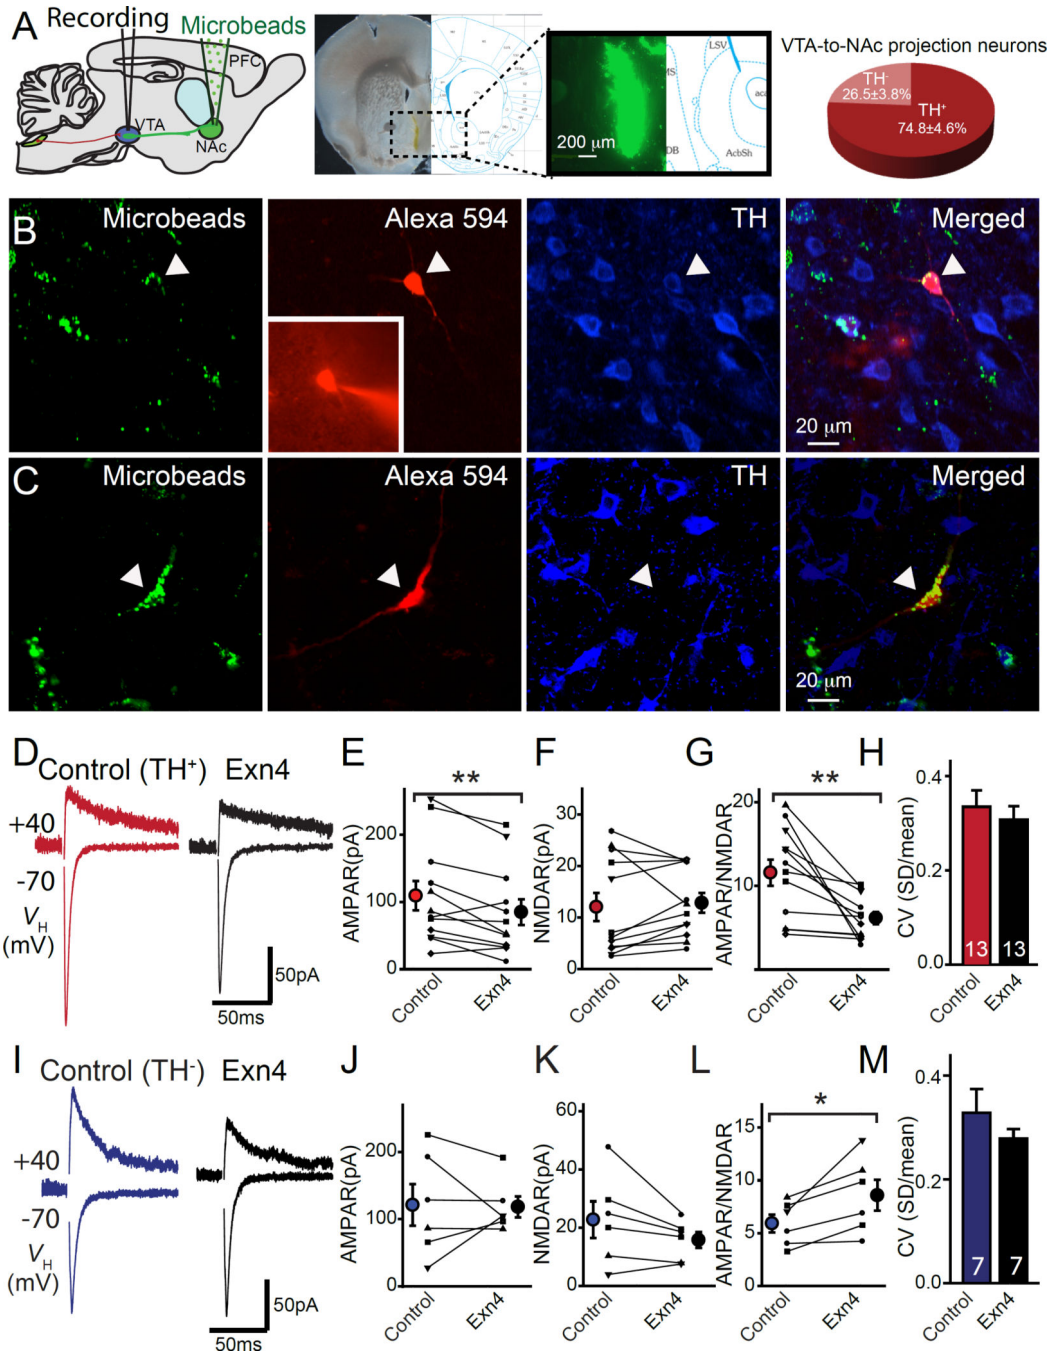 A
Recording
Microbeads
PFC
VTA
NAc
200 μm
LSV
MS
aca
DB
AcbSh
VTA-to-NAc projection neurons
TH-
26.5±3.8%
TH+
74.8±4.6%
B
Microbeads
Alexa 594
TH
Merged
20 μm
C
Microbeads
Alexa 594
TH
Merged
20 μm
D
Control (TH+) Exn4
+40
-70
VH
(mV)
50pA
50ms
E
**
AMPAR(pA)
200
100
0
Control
Exn4
F
NMDAR(pA)
30
20
10
0
Control
Exn4
G
**
AMPAR/NMDAR
20
10
Control
Exn4
H
CV (SD/mean)
0.4
0.2
0.0
13
13
Control
Exn4
I
Control (TH-) Exn4
+40
-70
VH
(mV)
50pA
50ms
J
AMPAR(pA)
200
100
0
Control
Exn4
K
NMDAR(pA)
60
40
20
0
Control
Exn4
L
*
AMPAR/NMDAR
15
10
5
0
Control
Exn4
M
CV (SD/mean)
0.4
0.2
0.0
7
7
Control
Exn4